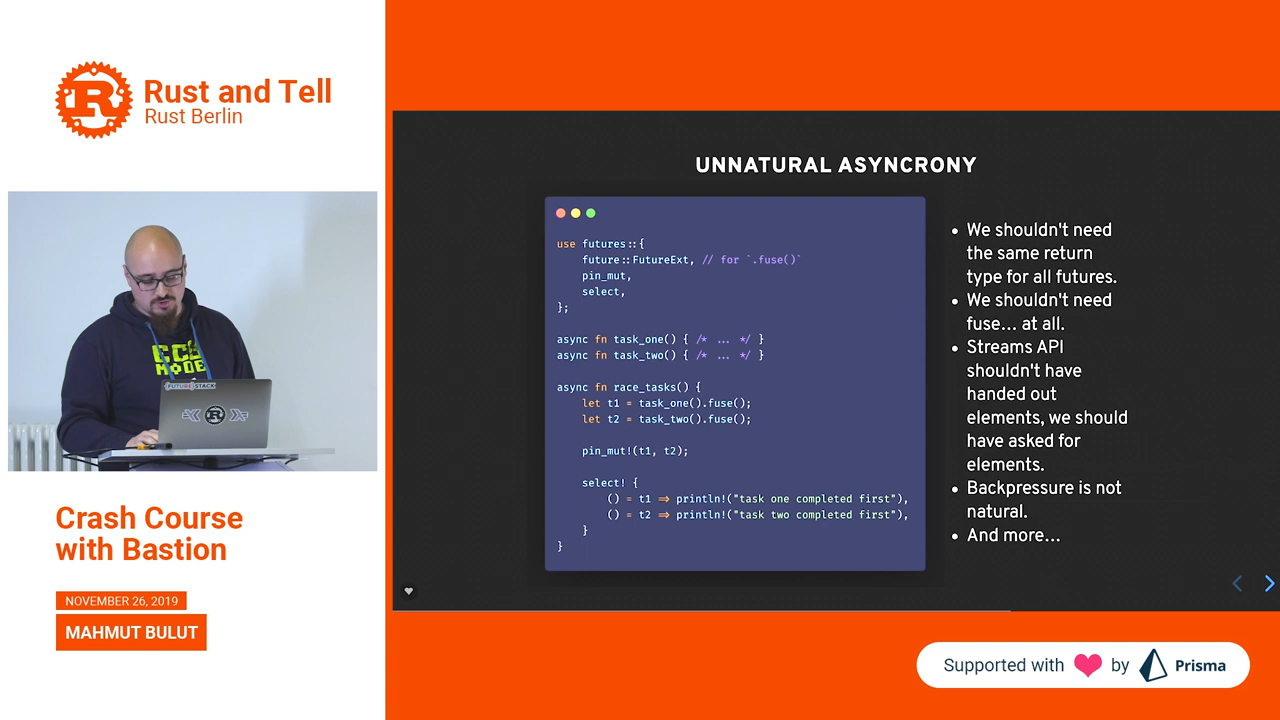 Rust and Tell
Rust Berlin
UNNATURAL ASYNCRONY
use futures::{
future::FutureExt, // for `.fuse()`
pin_mut,
select,
};
async fn task_one() { /* ... */ }
async fn task_two() { /* ... */ }
async fn race_tasks() {
let t1 = task_one().fuse();
let t2 = task_two().fuse();
pin_mut!(t1, t2);
select! {
() = t1 => println!("task one completed first"),
() = t2 => println!("task two completed first"),
}
}
• We shouldn't need
the same return
type for all futures.
• We shouldn't need
fuse... at all.
• Streams API
shouldn't have
handed out
elements, we should
have asked for
elements.
• Backpressure is not
natural.
• And more...
FUTURESTACK
Crash Course
with Bastion
NOVEMBER 26, 2019
MAHMUT BULUT
Supported with by Prisma